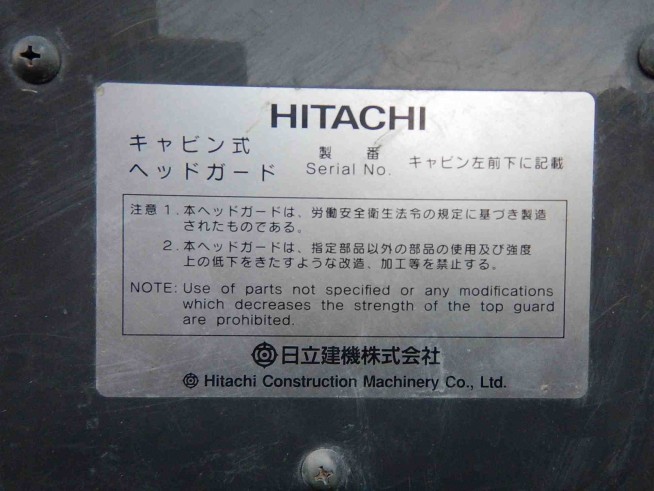 HITACHI
キャビン式
ヘッドガード
製番
Serial No.
キャビン左前下に記載
注意 1. 本ヘッドガードは、労働安全衛生法令の規定に基づき製造
されたものである。
2. 本ヘッドガードは、指定部品以外の部品の使用及び強度
上の低下をきたすような改造、加工等を禁止する。
NOTE: Use of parts not specified or any modifications
which decreases the strength of the top guard
are prohibited.
日立建機株式会社
Hitachi Construction Machinery Co., Ltd.